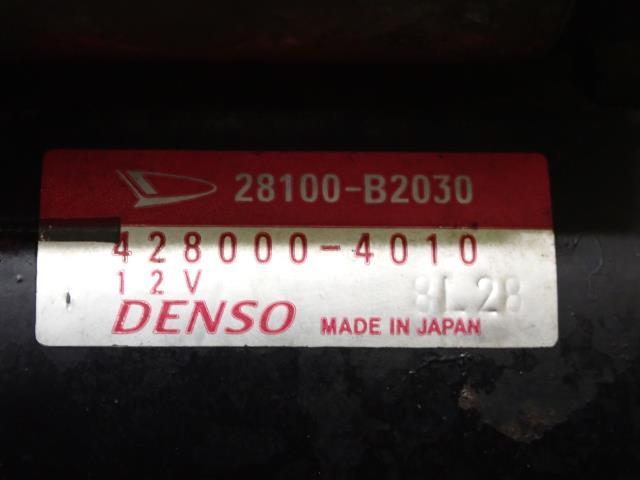 28100-B2030
428000-4010
12V
8L28
DENSO MADE IN JAPAN